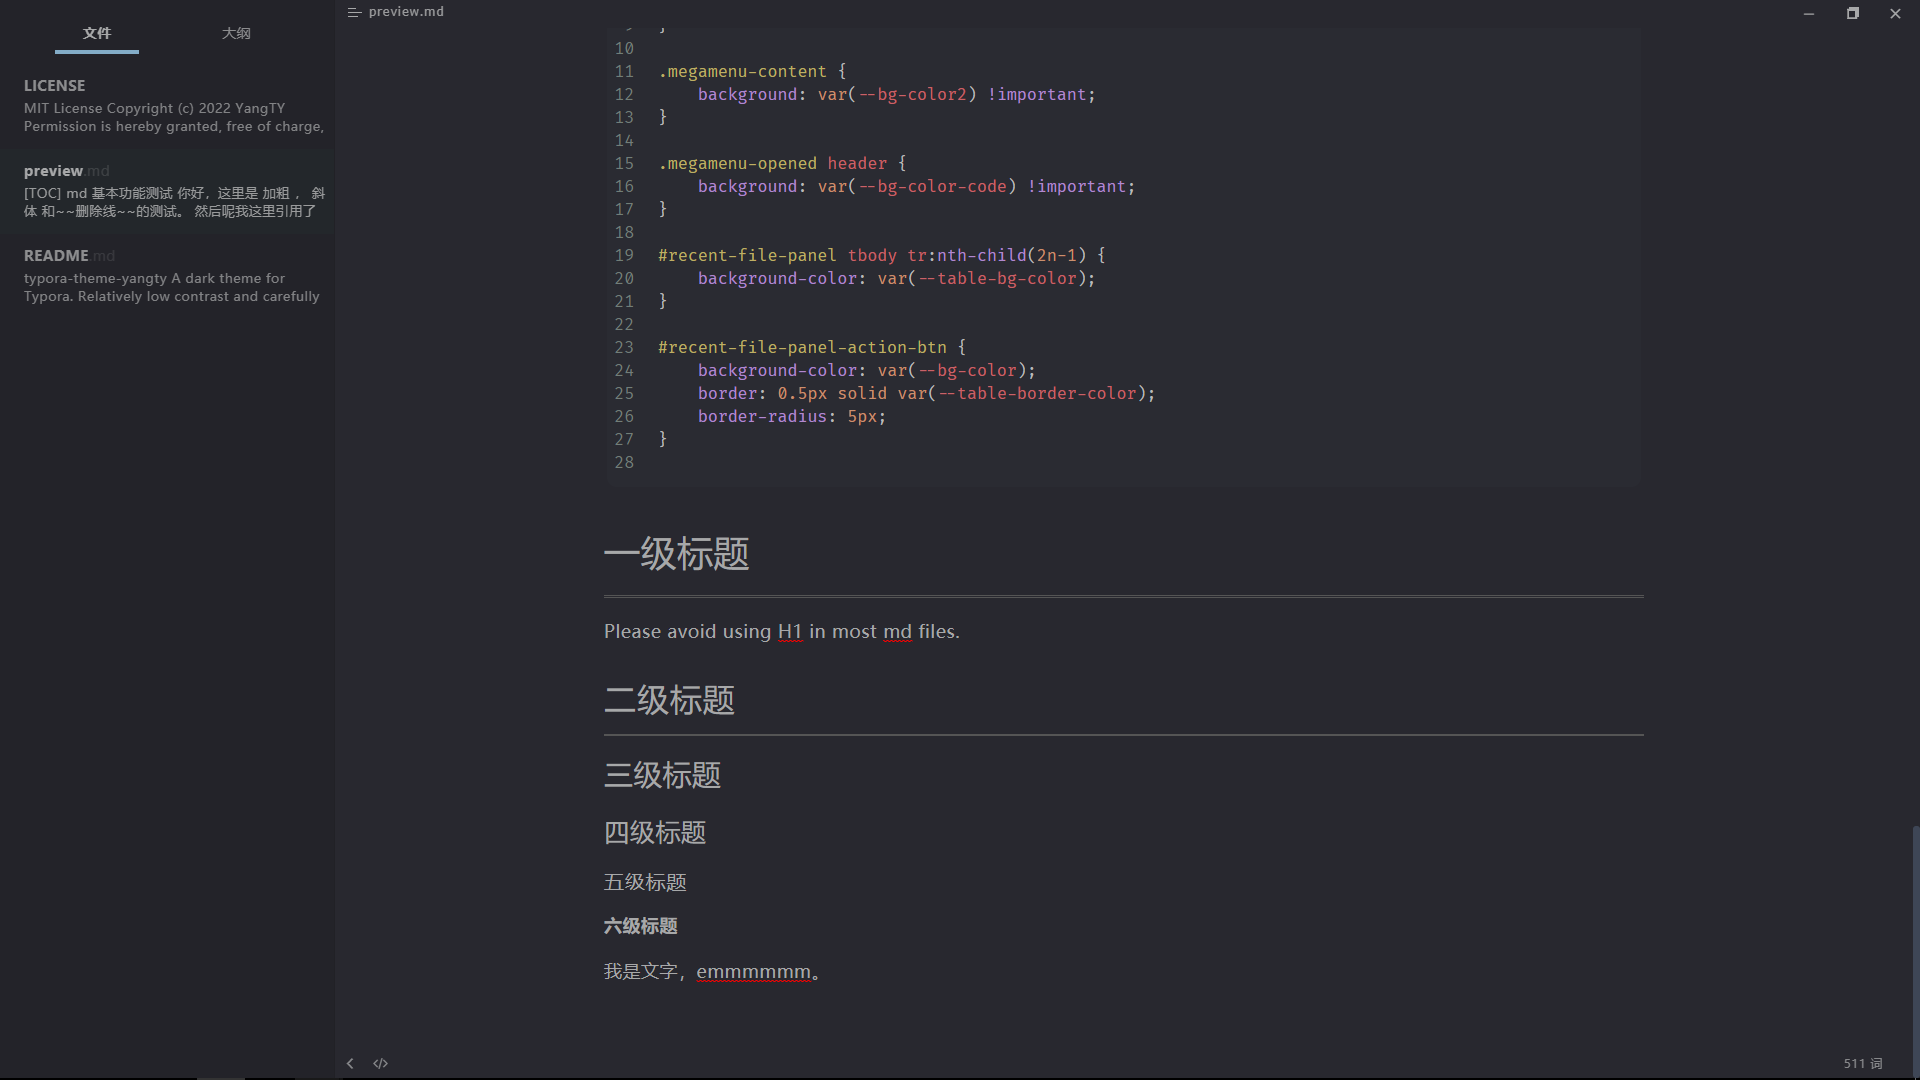 文件
大纲
LICENSE
MIT License Copyright (c) 2022 YangTY
Permission is hereby granted, free of charge,
preview.md
[TOC] md 基本功能测试 你好，这里是 加粗 ， 斜
体 和~~删除线~~的测试。 然后呢我这里引用了
README.md
typora-theme-yangty A dark theme for
Typora. Relatively low contrast and carefully
preview.md
9 }
10
11 .megamenu-content {
12     background: var(--bg-color2) !important;
13 }
14
15 .megamenu-opened header {
16     background: var(--bg-color-code) !important;
17 }
18
19 #recent-file-panel tbody tr:nth-child(2n-1) {
20     background-color: var(--table-bg-color);
21 }
22
23 #recent-file-panel-action-btn {
24     background-color: var(--bg-color);
25     border: 0.5px solid var(--table-border-color);
26     border-radius: 5px;
27 }
28
一级标题
Please avoid using H1 in most md files.
二级标题
三级标题
四级标题
五级标题
六级标题
我是文字，emmmmmm。
511 词